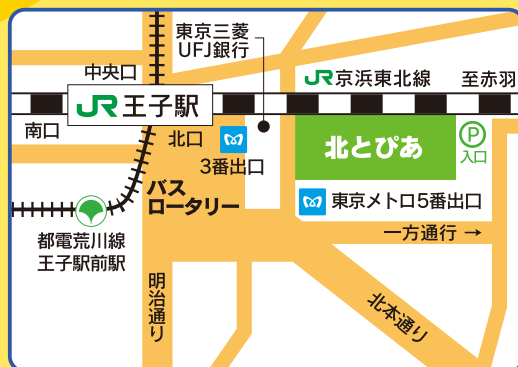 東京三菱
UFJ銀行
中央口
JR京浜東北線
至赤羽
JR王子駅
南口
北口
3番出口
北とぴあ
P
入口
バス
ロータリー
東京メトロ5番出口
都電荒川線
王子駅前駅
一方通行 →
明治通り
北本通り